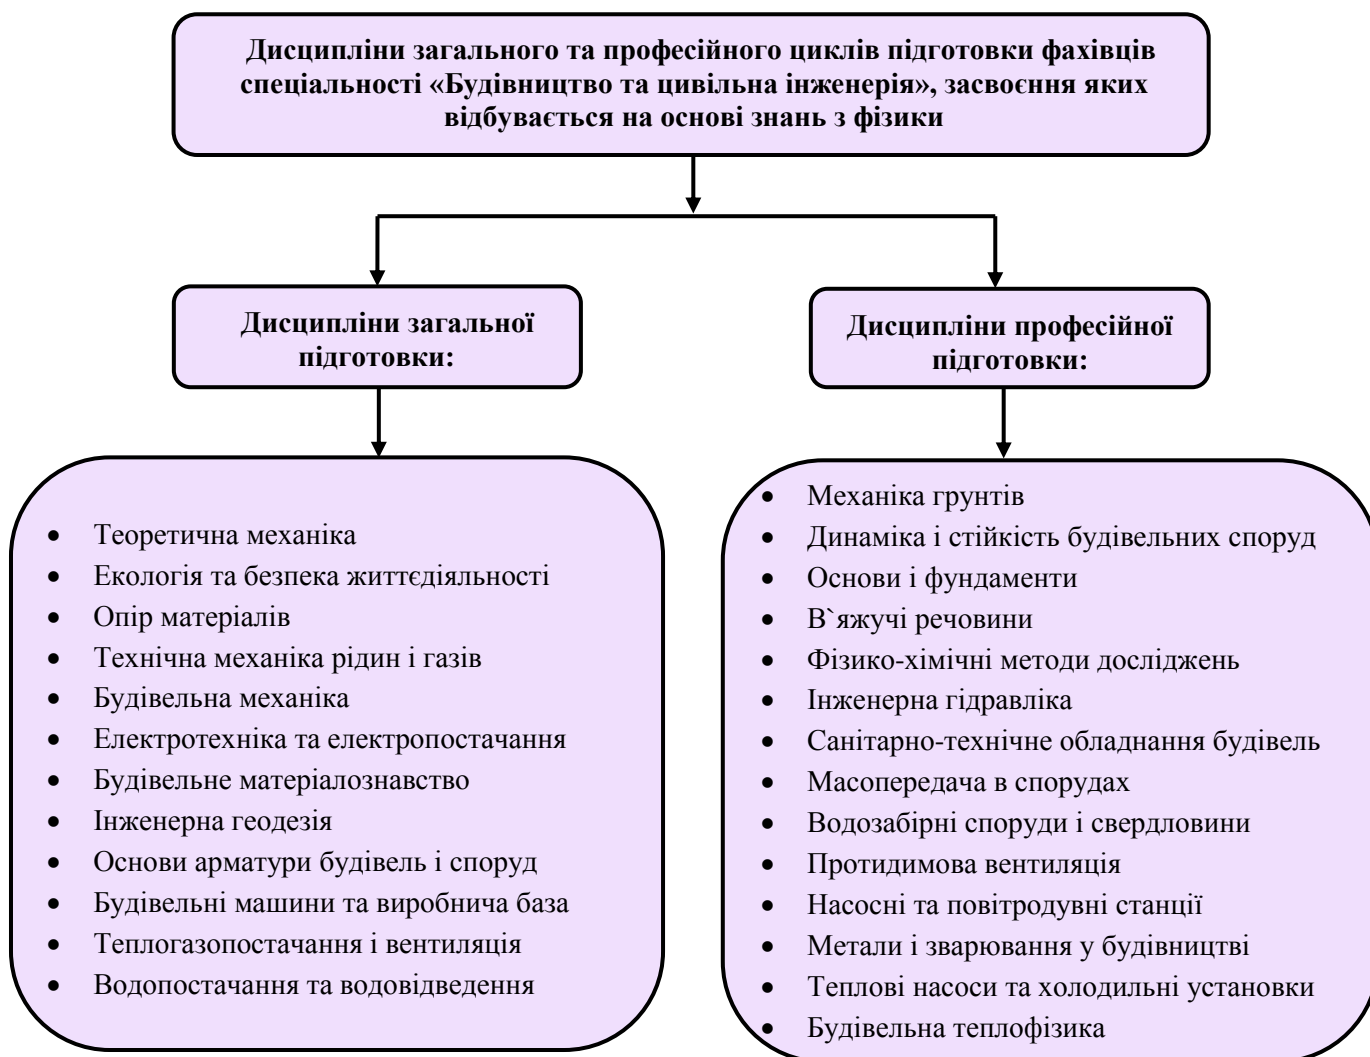 Дисципліни загального та професійного циклів підготовки фахівців
спеціальності «Будівництво та цивільна інженерія», засвоєння яких
відбувається на основі знань з фізики
Дисципліни загальної
підготовки:
• Теоретична механіка
• Екологія та безпека життєдіяльності
• Опір матеріалів
• Технічна механіка рідин і газів
• Будівельна механіка
• Електротехніка та електропостачання
• Будівельне матеріалознавство
• Інженерна геодезія
• Основи арматури будівель і споруд
• Будівельні машини та виробнича база
• Теплогазопостачання і вентиляція
• Водопостачання та водовідведення
Дисципліни професійної
підготовки:
• Механіка грунтів
• Динаміка і стійкість будівельних споруд
• Основи і фундаменти
• В`яжучі речовини
• Фізико-хімічні методи досліджень
• Інженерна гідравліка
• Санітарно-технічне обладнання будівель
• Масопередача в спорудах
• Водозабірні споруди і свердловини
• Протидимова вентиляція
• Насосні та повітродувні станції
• Метали і зварювання у будівництві
• Теплові насоси та холодильні установки
• Будівельна теплофізика